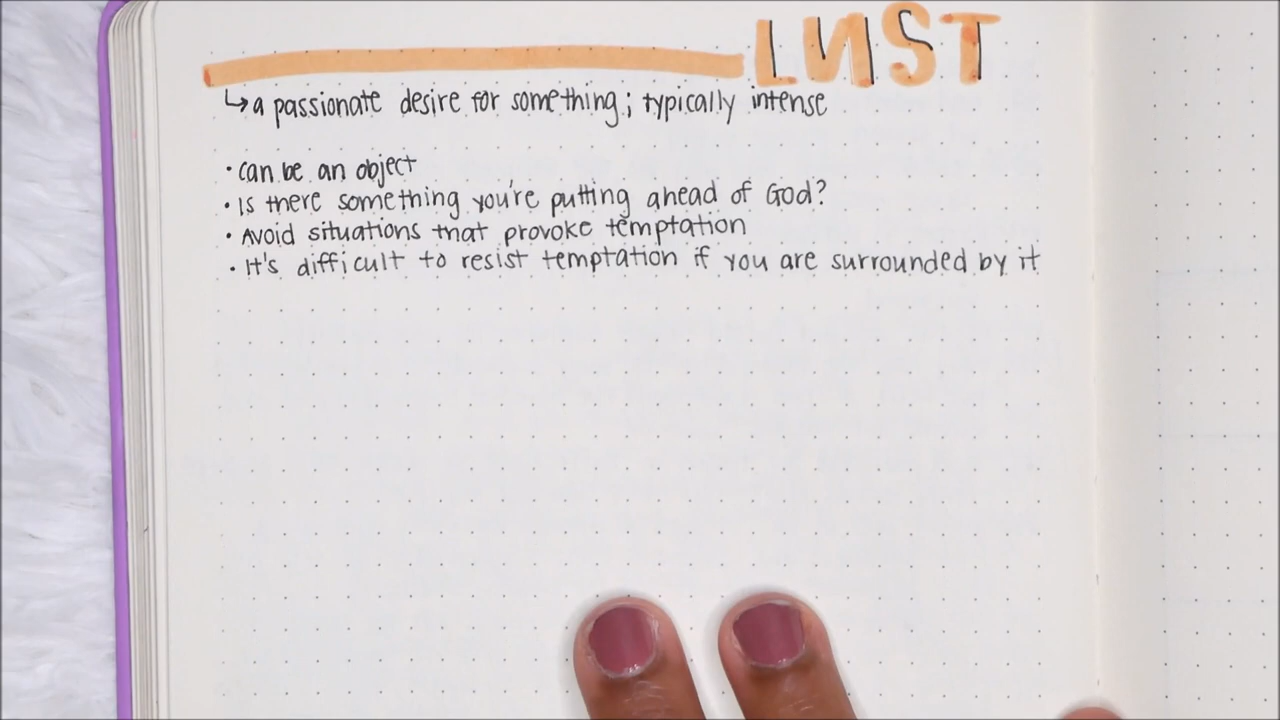 LUST
↳ a passionate desire for something; typically intense
• can be an object
• Is there something you're putting ahead of God?
• Avoid situations that provoke temptation
• It's difficult to resist temptation if you are surrounded by it